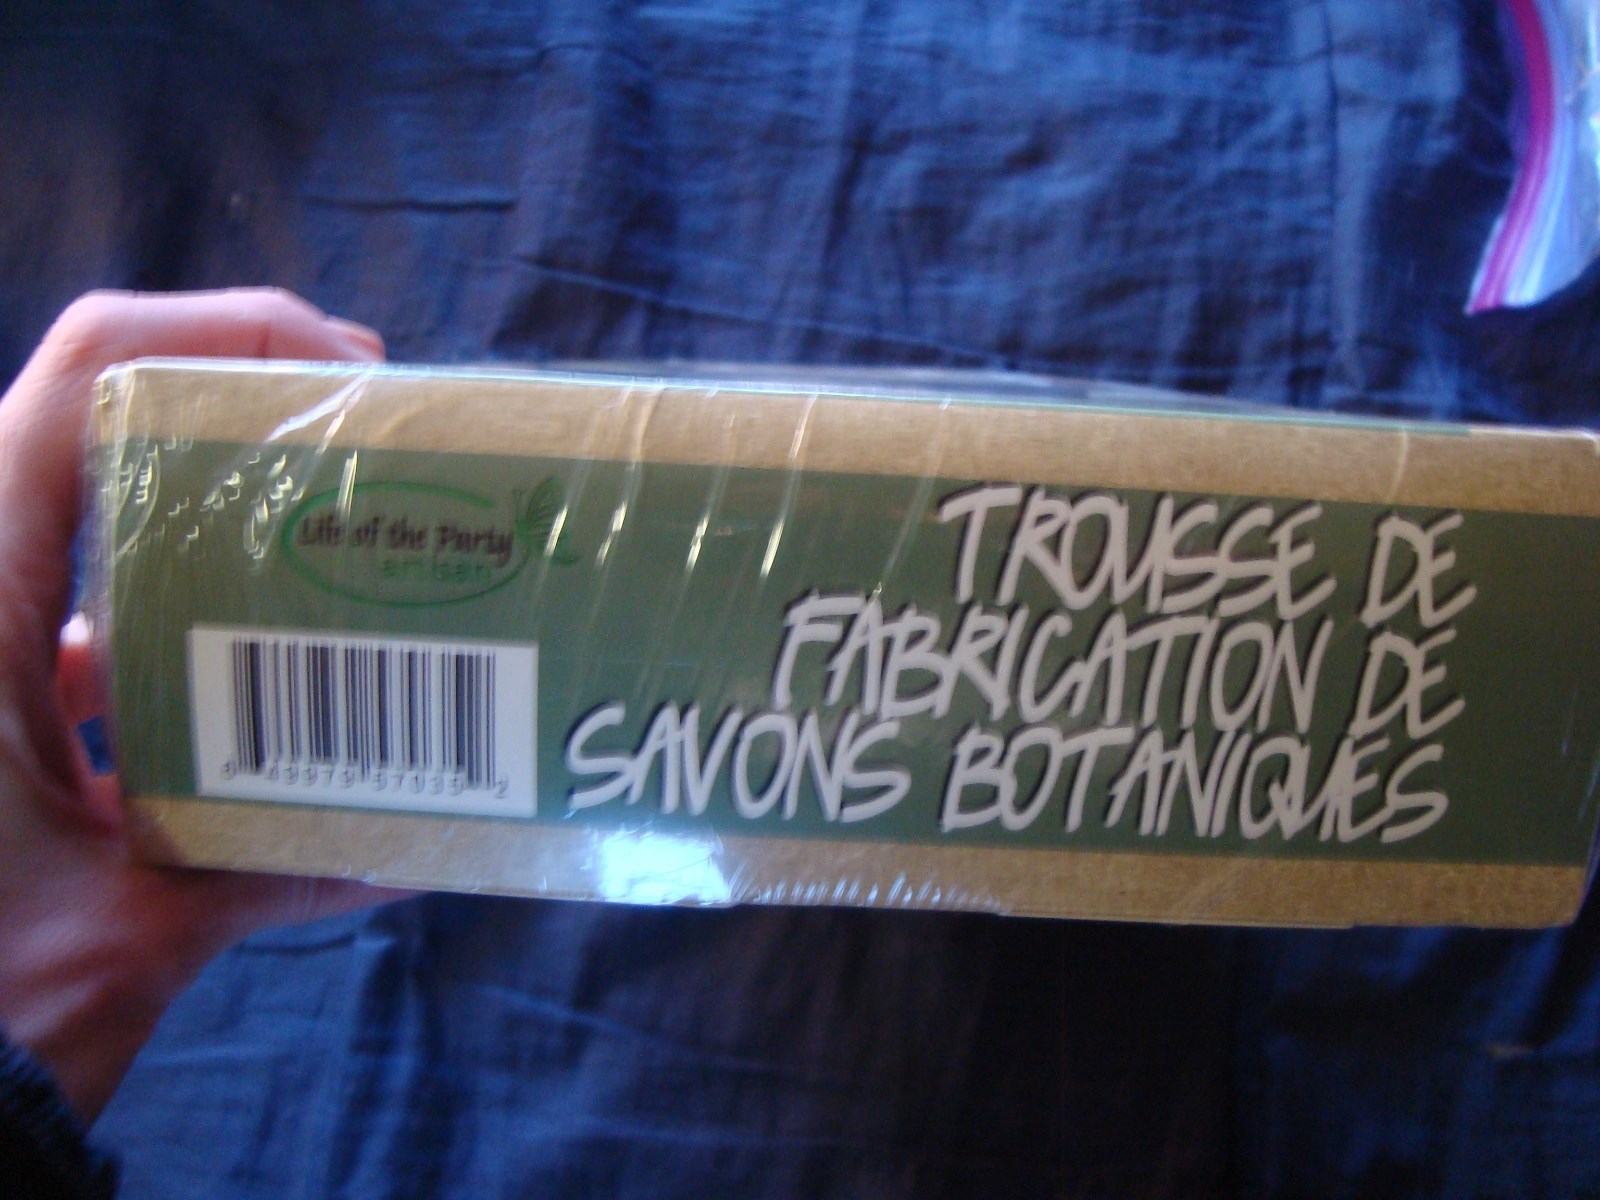 Life of the Party
artisan
TROUSSE DE
FABRICATION DE
SAVONS BOTANIQUES